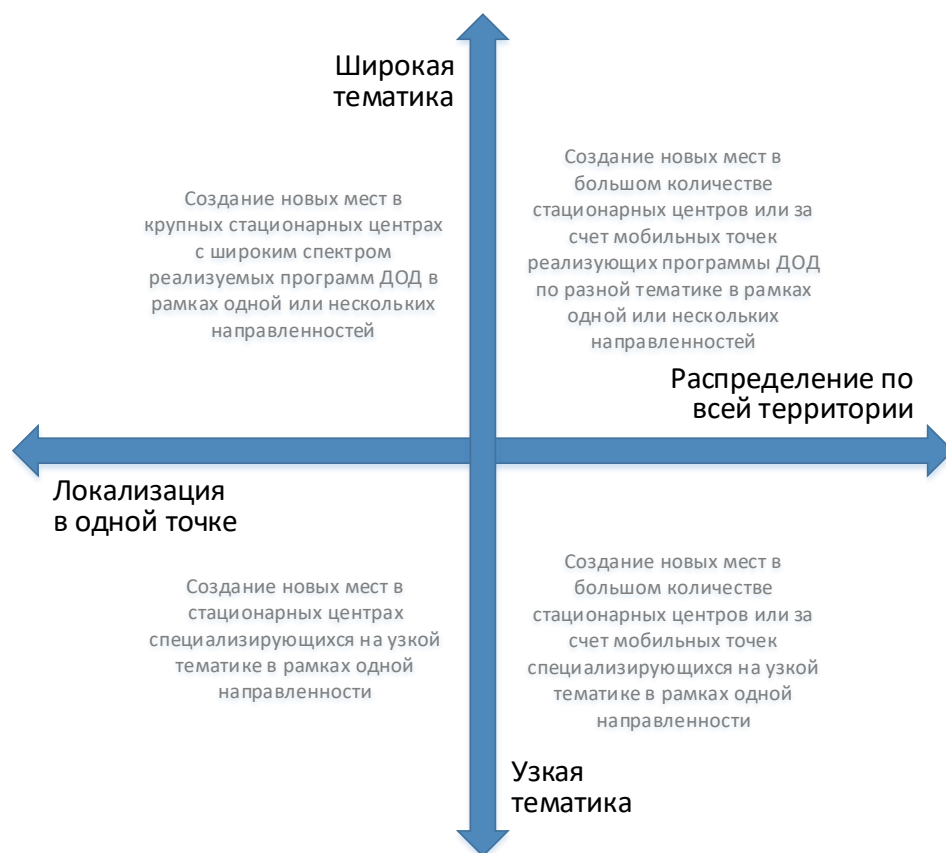 Широкая
тематика
Создание новых мест в
крупных стационарных центрах
с широким спектром
реализуемых программ ДОД в
рамках одной или нескольких
направленностей
Создание новых мест в
большом количестве
стационарных центров или за
счет мобильных точек
реализующих программы ДОД
по разной тематике в рамках
одной или нескольких
направленностей
Распределение по
всей территории
Локализация
в одной точке
Создание новых мест в
стационарных центрах
специализирующихся на узкой
тематике в рамках одной
направленности
Создание новых мест в
большом количестве
стационарных центров или за
счет мобильных точек
специализирующихся на узкой
тематике в рамках одной
направленности
Узкая
тематика